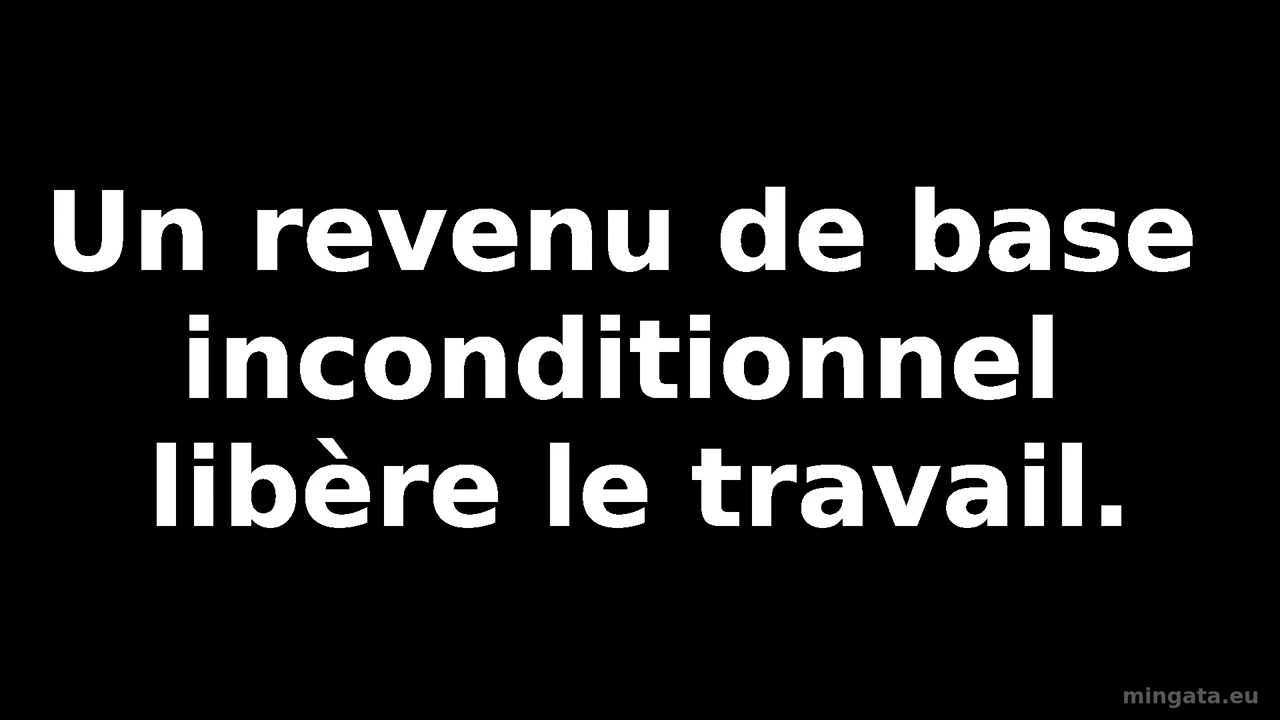 Un revenu de base
inconditionnel
libère le travail.
mingata.eu